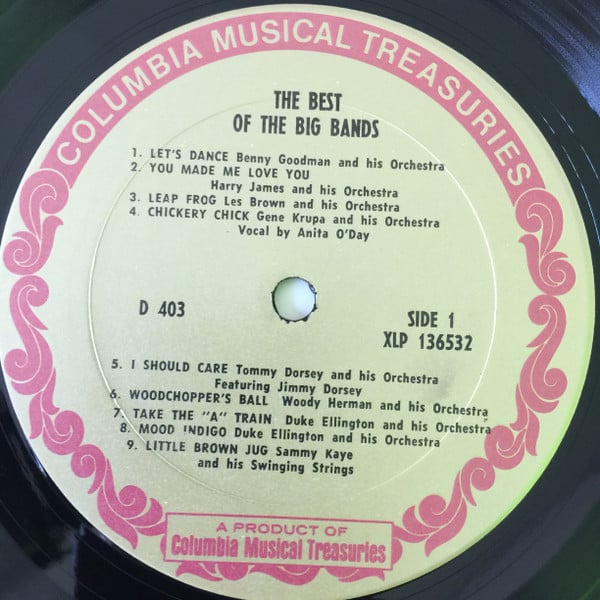 COLUMBIA MUSICAL TREASURIES
THE BEST
OF THE BIG BANDS
1. LET'S DANCE Benny Goodman and his Orchestra
2. YOU MADE ME LOVE YOU
Harry James and his Orchestra
3. LEAP FROG Les Brown and his Orchestra
4. CHICKERY CHICK Gene Krupa and his Orchestra
Vocal by Anita O'Day
D 403
SIDE 1
XLP 136532
5. I SHOULD CARE Tommy Dorsey and his Orchestra
Featuring Jimmy Dorsey
6. WOODCHOPPER'S BALL Woody Herman and his Orchestra
7. TAKE THE "A" TRAIN Duke Ellington and his Orchestra
8. MOOD INDIGO Duke Ellington and his Orchestra
9. LITTLE BROWN JUG Sammy Kaye
and his Swinging Strings
A PRODUCT OF
Columbia Musical Treasuries